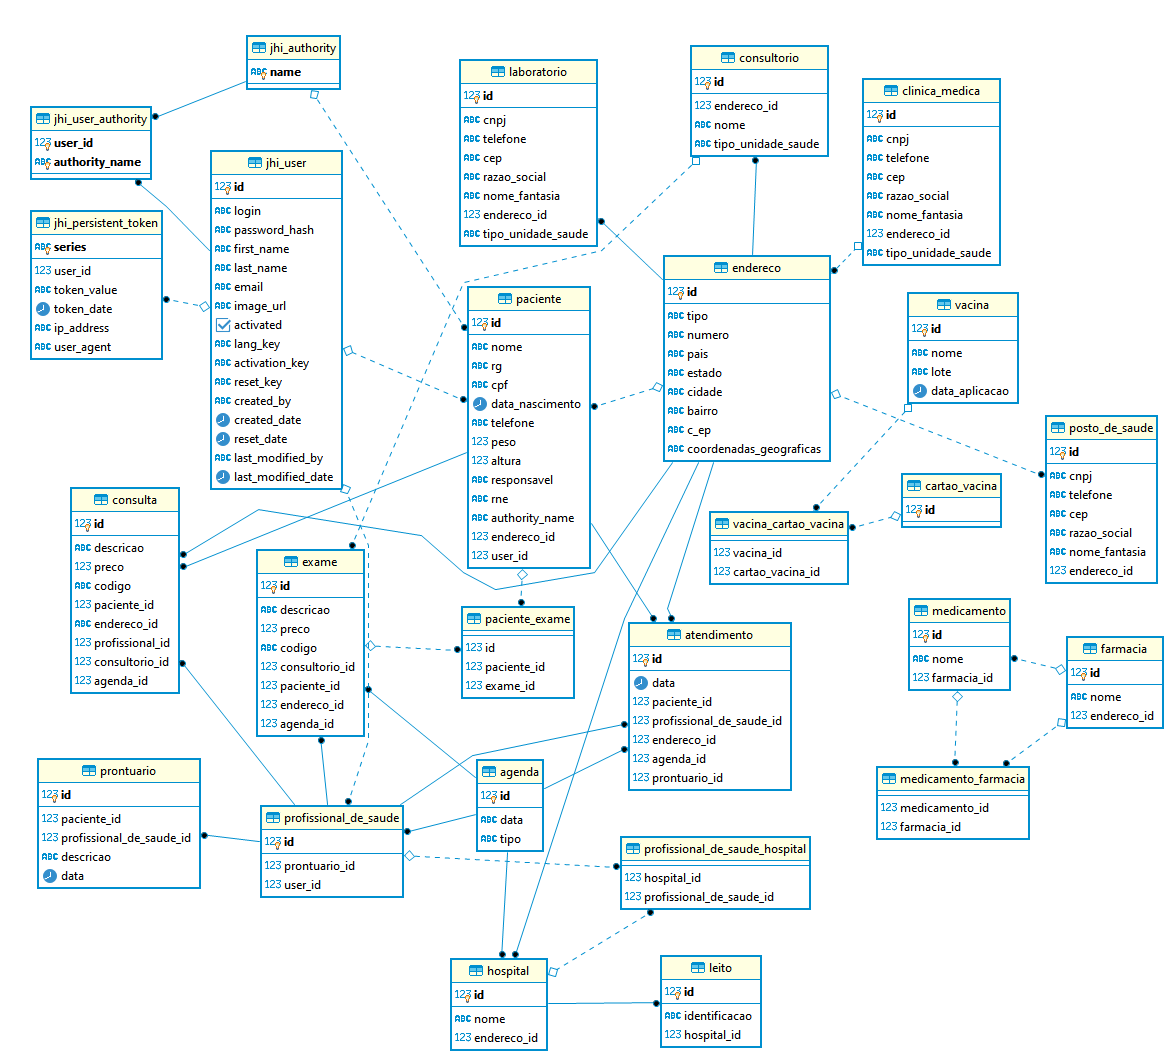 jhi_authority
name
jhi_user_authority
user_id
authority_name
jhi_persistent_token
series
user_id
token_value
token_date
ip_address
user_agent
jhi_user
id
login
password_hash
first_name
last_name
email
image_url
activated
lang_key
activation_key
reset_key
created_by
created_date
reset_date
last_modified_by
last_modified_date
laboratorio
id
cnpj
telefone
cep
razao_social
nome_fantasia
endereco_id
tipo_unidade_saude
consultorio
id
endereco_id
nome
tipo_unidade_saude
clinica_medica
id
cnpj
telefone
cep
razao_social
nome_fantasia
endereco_id
tipo_unidade_saude
paciente
id
nome
rg
cpf
data_nascimento
telefone
peso
altura
responsavel
rne
authority_name
endereco_id
user_id
endereco
id
tipo
numero
pais
estado
cidade
bairro
c_ep
coordenadas_geograficas
vacina
id
nome
lote
data_aplicacao
posto_de_saude
id
cnpj
telefone
cep
razao_social
nome_fantasia
endereco_id
cartao_vacina
id
vacina_cartao_vacina
vacina_id
cartao_vacina_id
consulta
id
descricao
preco
codigo
paciente_id
endereco_id
profissional_id
consultorio_id
agenda_id
exame
id
descricao
preco
codigo
consultorio_id
paciente_id
endereco_id
agenda_id
paciente_exame
id
paciente_id
exame_id
atendimento
id
data
paciente_id
profissional_de_saude_id
endereco_id
agenda_id
prontuario_id
medicamento
id
nome
farmacia_id
farmacia
id
nome
endereco_id
medicamento_farmacia
medicamento_id
farmacia_id
prontuario
id
paciente_id
profissional_de_saude_id
descricao
data
profissional_de_saude
id
prontuario_id
user_id
agenda
id
data
tipo
profissional_de_saude_hospital
hospital_id
profissional_de_saude_id
hospital
id
nome
endereco_id
leito
id
identificacao
hospital_id